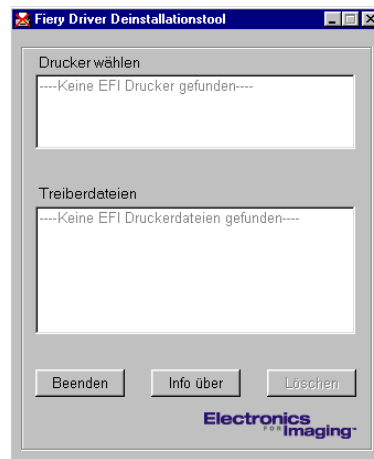 Fiery Driver Deinstallationstool
Drucker wählen
----Keine EFI Drucker gefunden----
Treiberdateien
----Keine EFI Druckerdateien gefunden----
Beenden Info über Löschen
Electronics
FOR Imaging